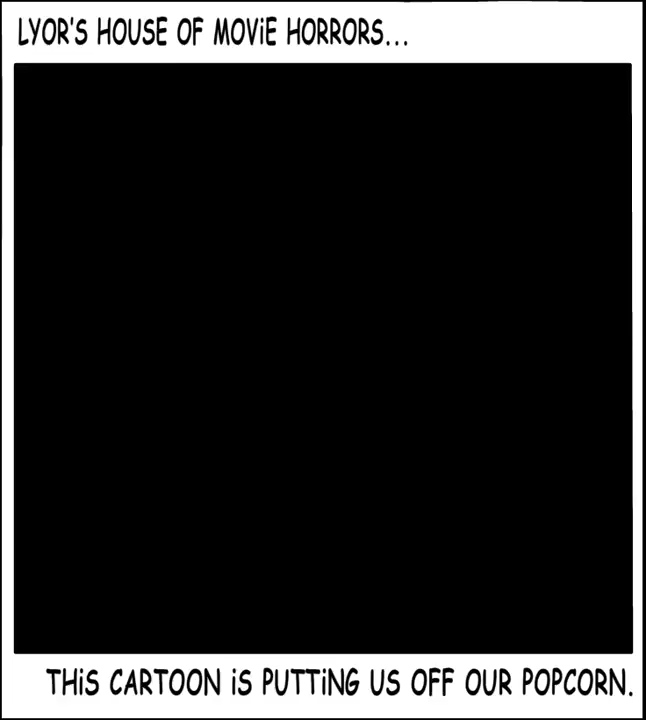 LYOR'S HOUSE OF MOViE HORRORS...
THiS CARTOON iS PUTTiNG US OFF OUR POPCORN.